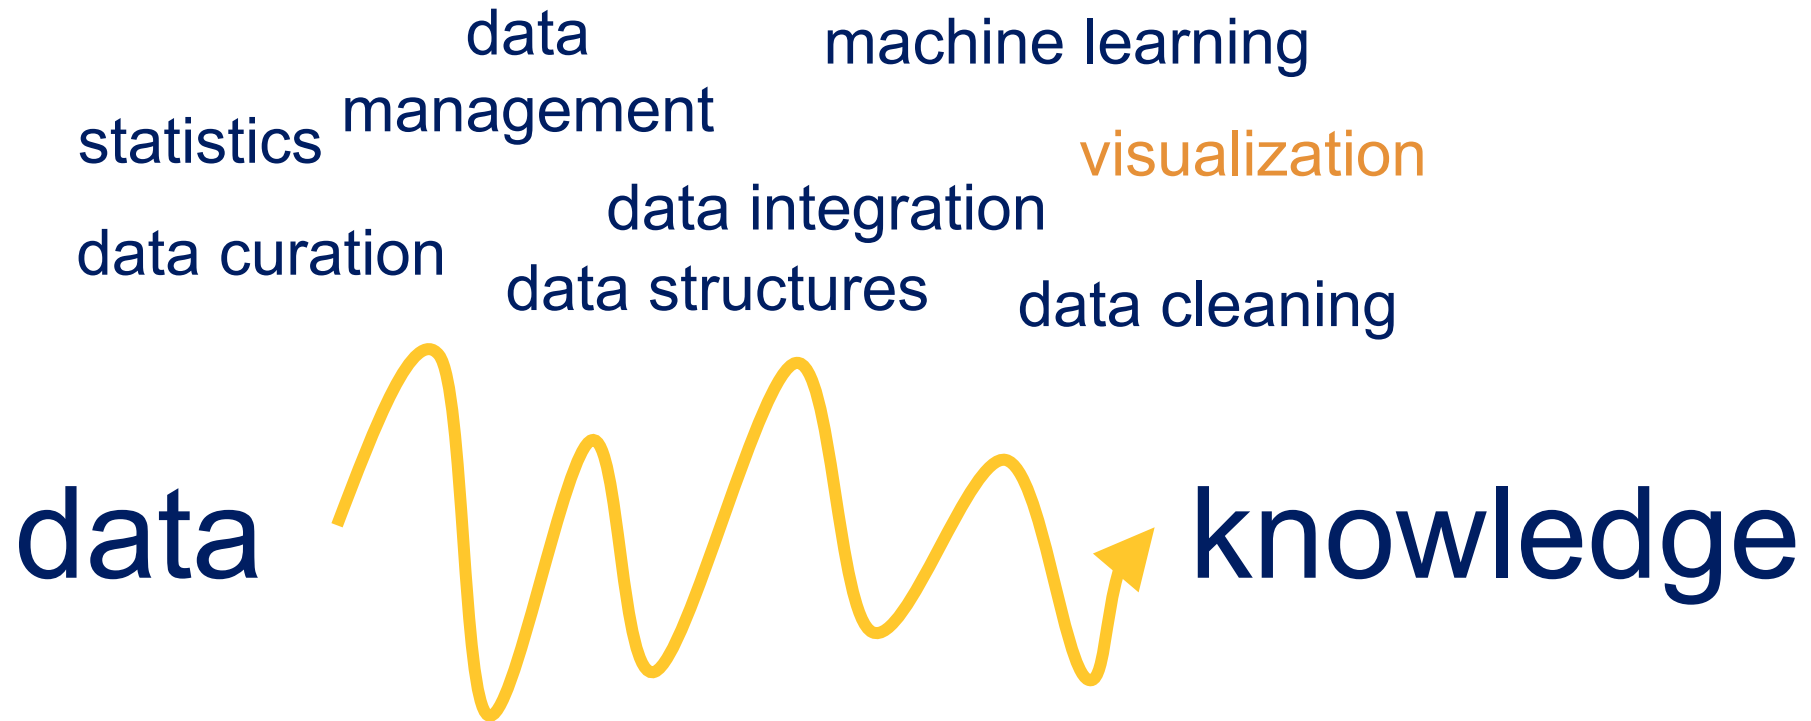 data
management
machine learning
statistics
visualization
data integration
data curation
data structures
data cleaning
data
knowledge